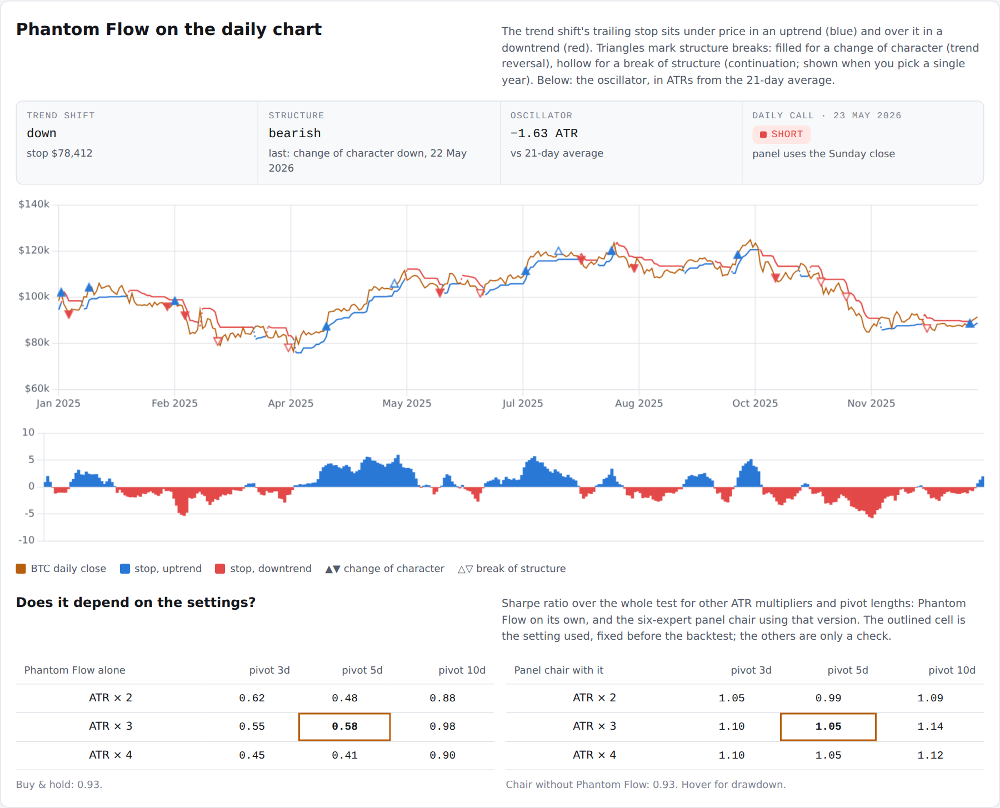 Phantom Flow on the daily chart
The trend shift's trailing stop sits under price in an uptrend (blue) and over it in a
downtrend (red). Triangles mark structure breaks: filled for a change of character (trend
reversal), hollow for a break of structure (continuation; shown when you pick a single
year). Below: the oscillator, in ATRs from the 21-day average.
TREND SHIFT
down
stop $78,412
STRUCTURE
bearish
last: change of character down, 22 May
2026
OSCILLATOR
−1.63 ATR
vs 21-day average
DAILY CALL · 23 MAY 2026
SHORT
panel uses the Sunday close
$140k
$120k
$100k
$80k
$60k
Jan 2025 Feb 2025 Apr 2025 May 2025 Jul 2025 Aug 2025 Oct 2025 Nov 2025
10
5
0
-5
-10
BTC daily close stop, uptrend stop, downtrend ▲▼ change of character △▽ break of structure
Does it depend on the settings?
Sharpe ratio over the whole test for other ATR multipliers and pivot lengths: Phantom
Flow on its own, and the six-expert panel chair using that version. The outlined cell is
the setting used, fixed before the backtest; the others are only a check.
Phantom Flow alone pivot 3d pivot 5d pivot 10d
ATR × 2 0.62 0.48 0.88
ATR × 3 0.55 0.58 0.98
ATR × 4 0.45 0.41 0.90
Buy & hold: 0.93.
Panel chair with it pivot 3d pivot 5d pivot 10d
ATR × 2 1.05 0.99 1.09
ATR × 3 1.10 1.05 1.14
ATR × 4 1.10 1.05 1.12
Chair without Phantom Flow: 0.93. Hover for drawdown.